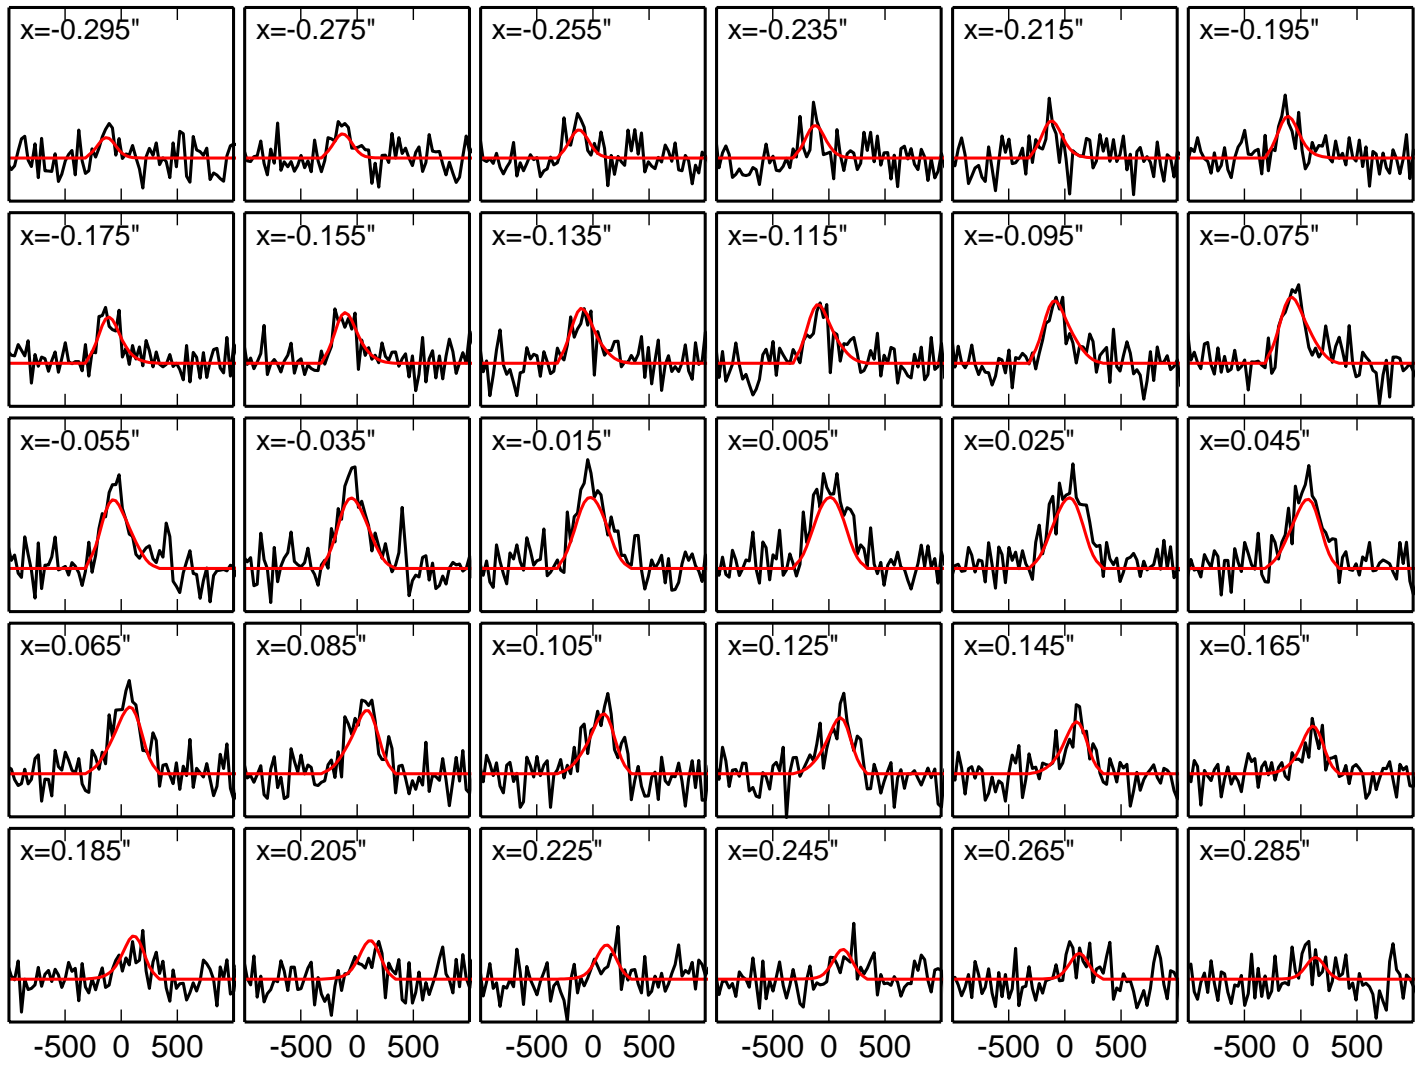 x=-0.295" x=-0.275" x=-0.255" x=-0.235" x=-0.215" x=-0.195"
x=-0.175" x=-0.155" x=-0.135" x=-0.115" x=-0.095" x=-0.075"
x=-0.055" x=-0.035" x=-0.015" x=0.005" x=0.025" x=0.045"
x=0.065" x=0.085" x=0.105" x=0.125" x=0.145" x=0.165"
x=0.185" x=0.205" x=0.225" x=0.245" x=0.265" x=0.285"
-500 0 500 -500 0 500 -500 0 500 -500 0 500 -500 0 500 -500 0 500